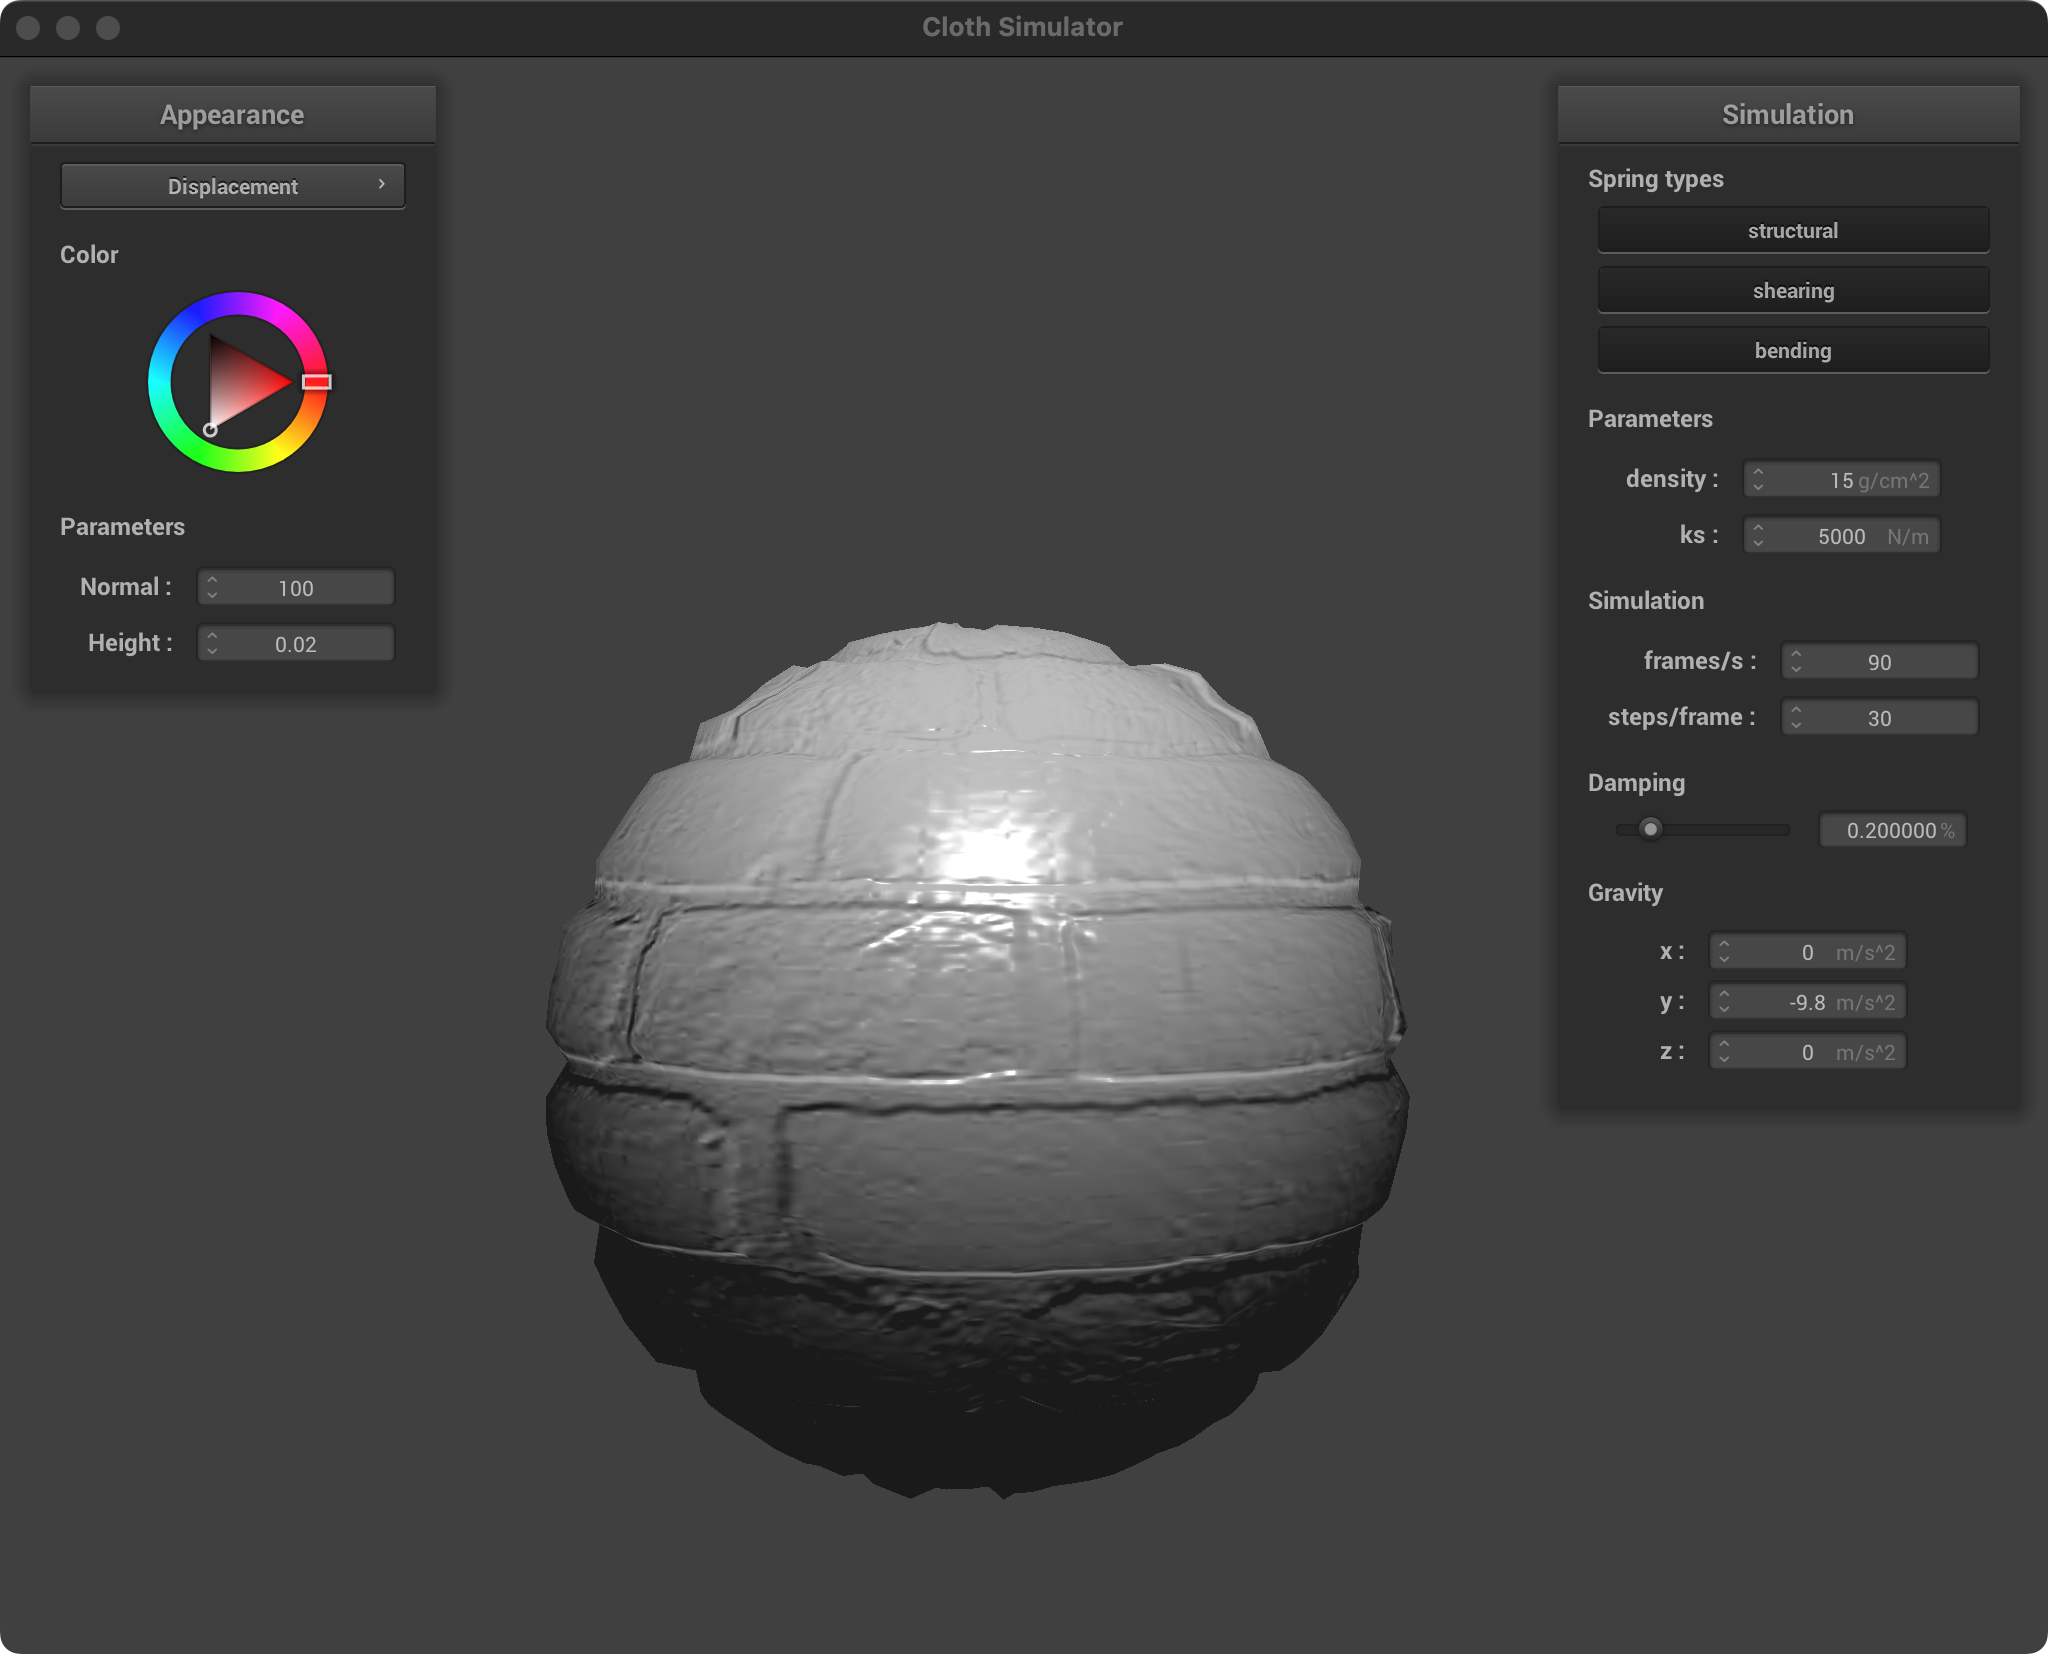 Cloth Simulator
Appearance
Displacement
Color
Parameters
Normal : 100
Height : 0.02
Simulation
Spring types
structural
shearing
bending
Parameters
density : 15 g/cm^2
ks : 5000 N/m
Simulation
frames/s : 90
steps/frame : 30
Damping
0.200000 %
Gravity
x : 0 m/s^2
y : -9.8 m/s^2
z : 0 m/s^2